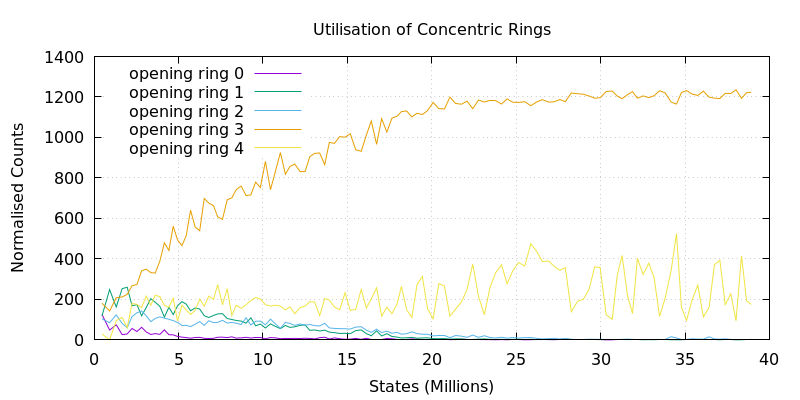 Utilisation of Concentric Rings
1400
1200
1000
800
600
400
200
0
Normalised Counts
opening ring 0
opening ring 1
opening ring 2
opening ring 3
opening ring 4
0 5 10 15 20 25 30 35 40
States (Millions)